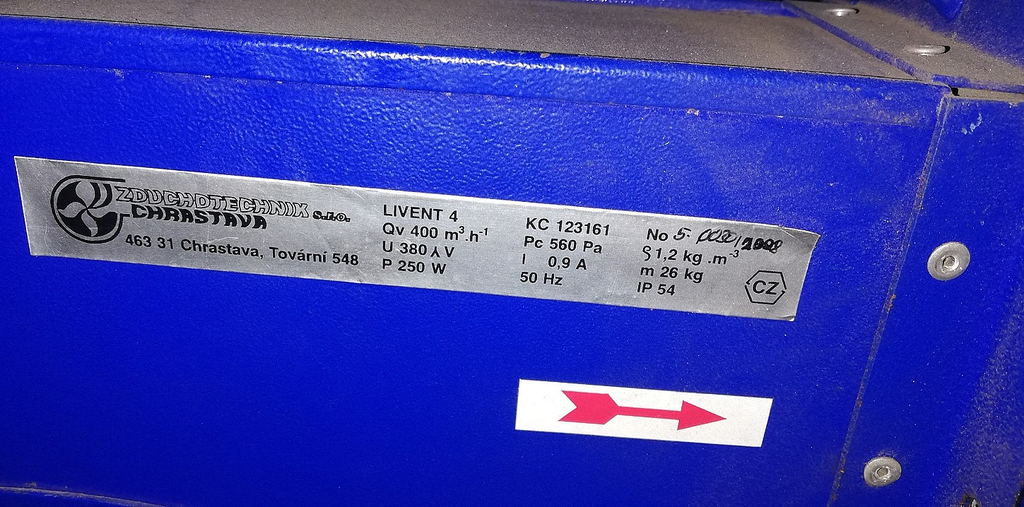 ZDUCHOTECHNIK s.r.o.
CHRASTAVA
463 31 Chrastava, Tovární 548
LIVENT 4
Qv 400 m³.h⁻¹
U 380 ⅄ V
P 250 W
KC 123161
Pc 560 Pa
I 0,9 A
50 Hz
No 5.
ρ 1,2 kg.m⁻³
m 26 kg
IP 54
CZ